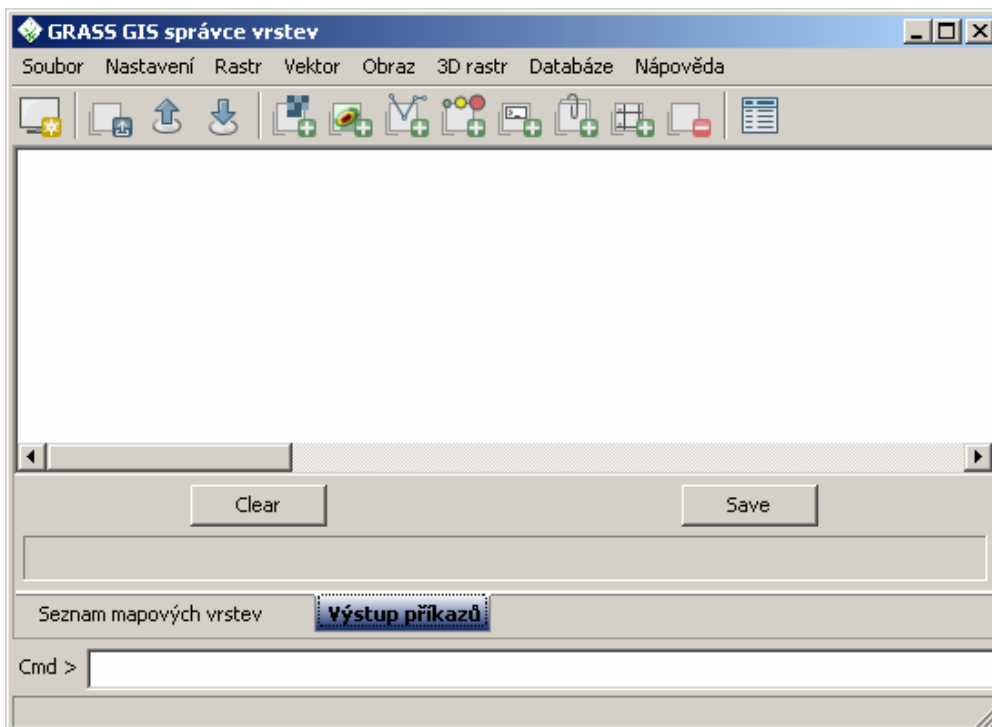 GRASS GIS správce vrstev
Soubor Nastavení Rastr Vektor Obraz 3D rastr Databáze Nápověda
Clear Save
Seznam mapových vrstev Výstup příkazů
Cmd >